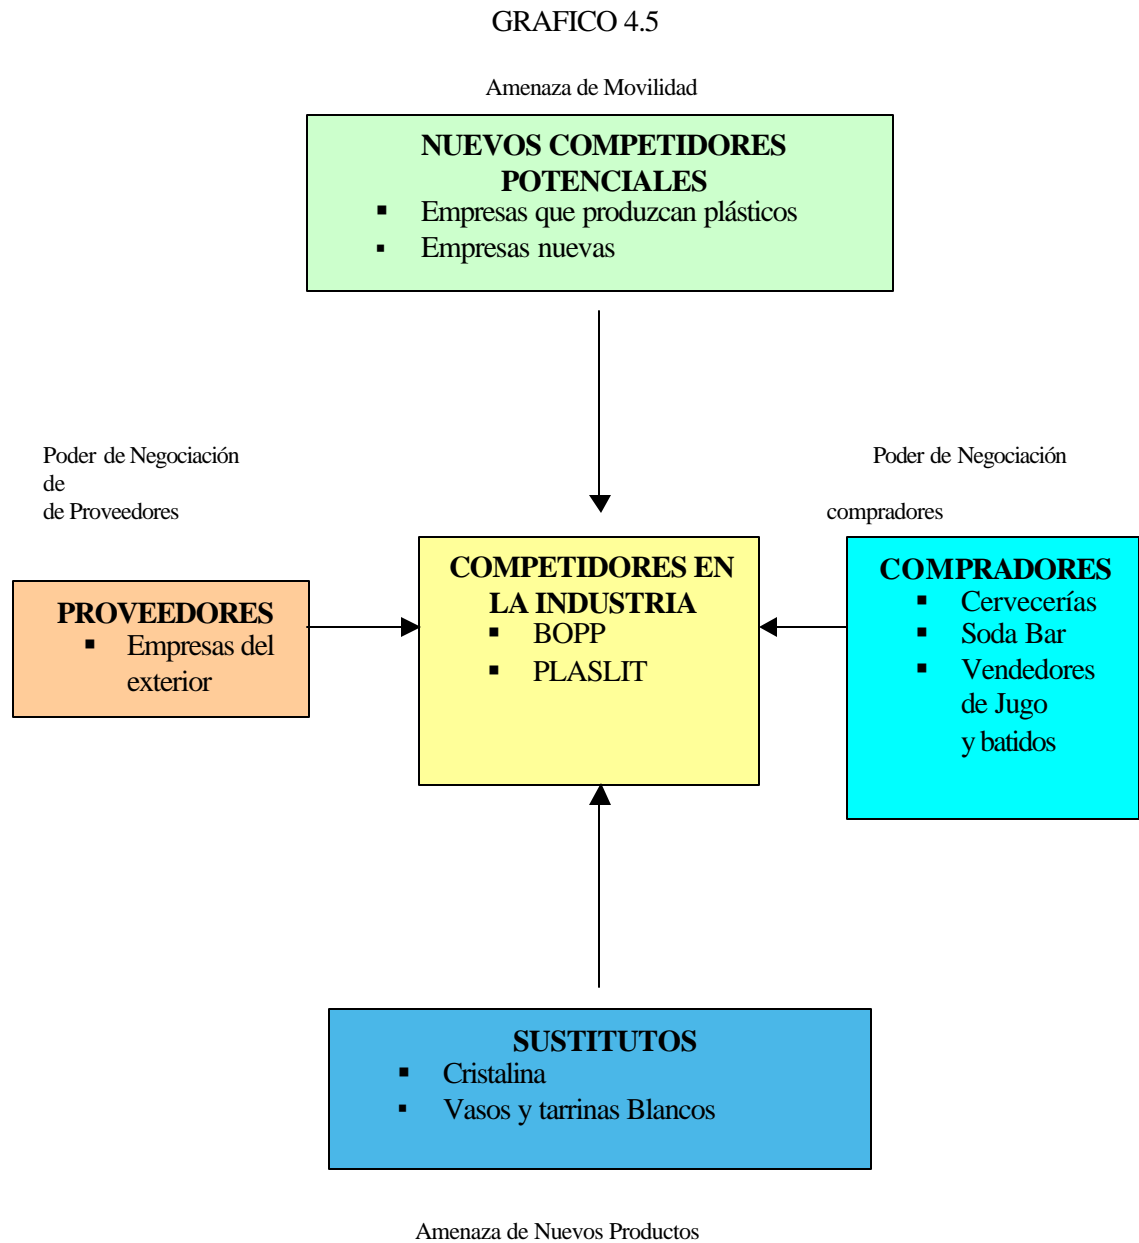 GRAFICO 4.5
Amenaza de Movilidad
NUEVOS COMPETIDORES
POTENCIALES
▪ Empresas que produzcan plásticos
▪ Empresas nuevas
Poder de Negociación
de
de Proveedores
Poder de Negociación
compradores
PROVEEDORES
▪ Empresas del
exterior
COMPETIDORES EN
LA INDUSTRIA
▪ BOPP
▪ PLASLIT
COMPRADORES
▪ Cervecerías
▪ Soda Bar
▪ Vendedores
de Jugo
y batidos
SUSTITUTOS
▪ Cristalina
▪ Vasos y tarrinas Blancos
Amenaza de Nuevos Productos